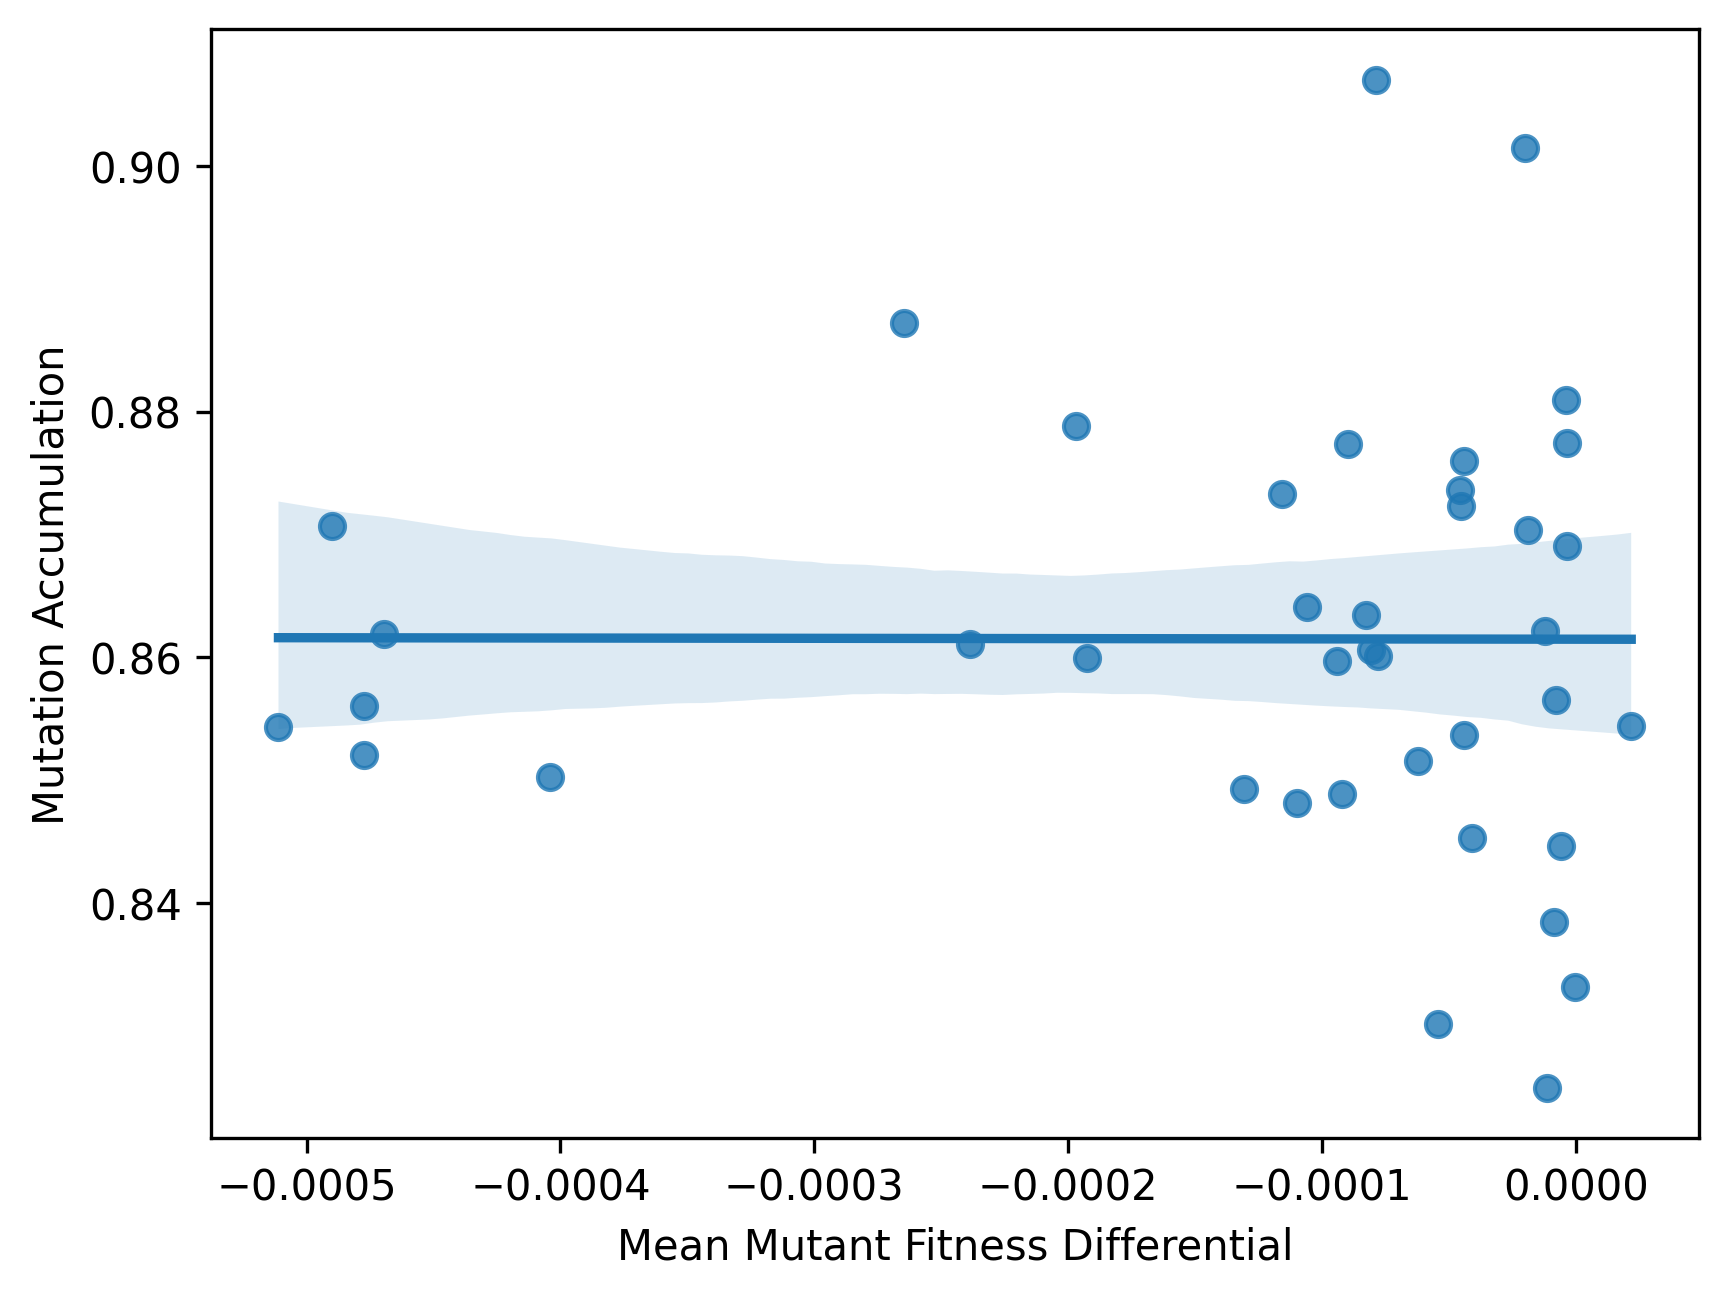 0.90
0.88
0.86
0.84
Mutation Accumulation
−0.0005 −0.0004 −0.0003 −0.0002 −0.0001 0.0000
Mean Mutant Fitness Differential